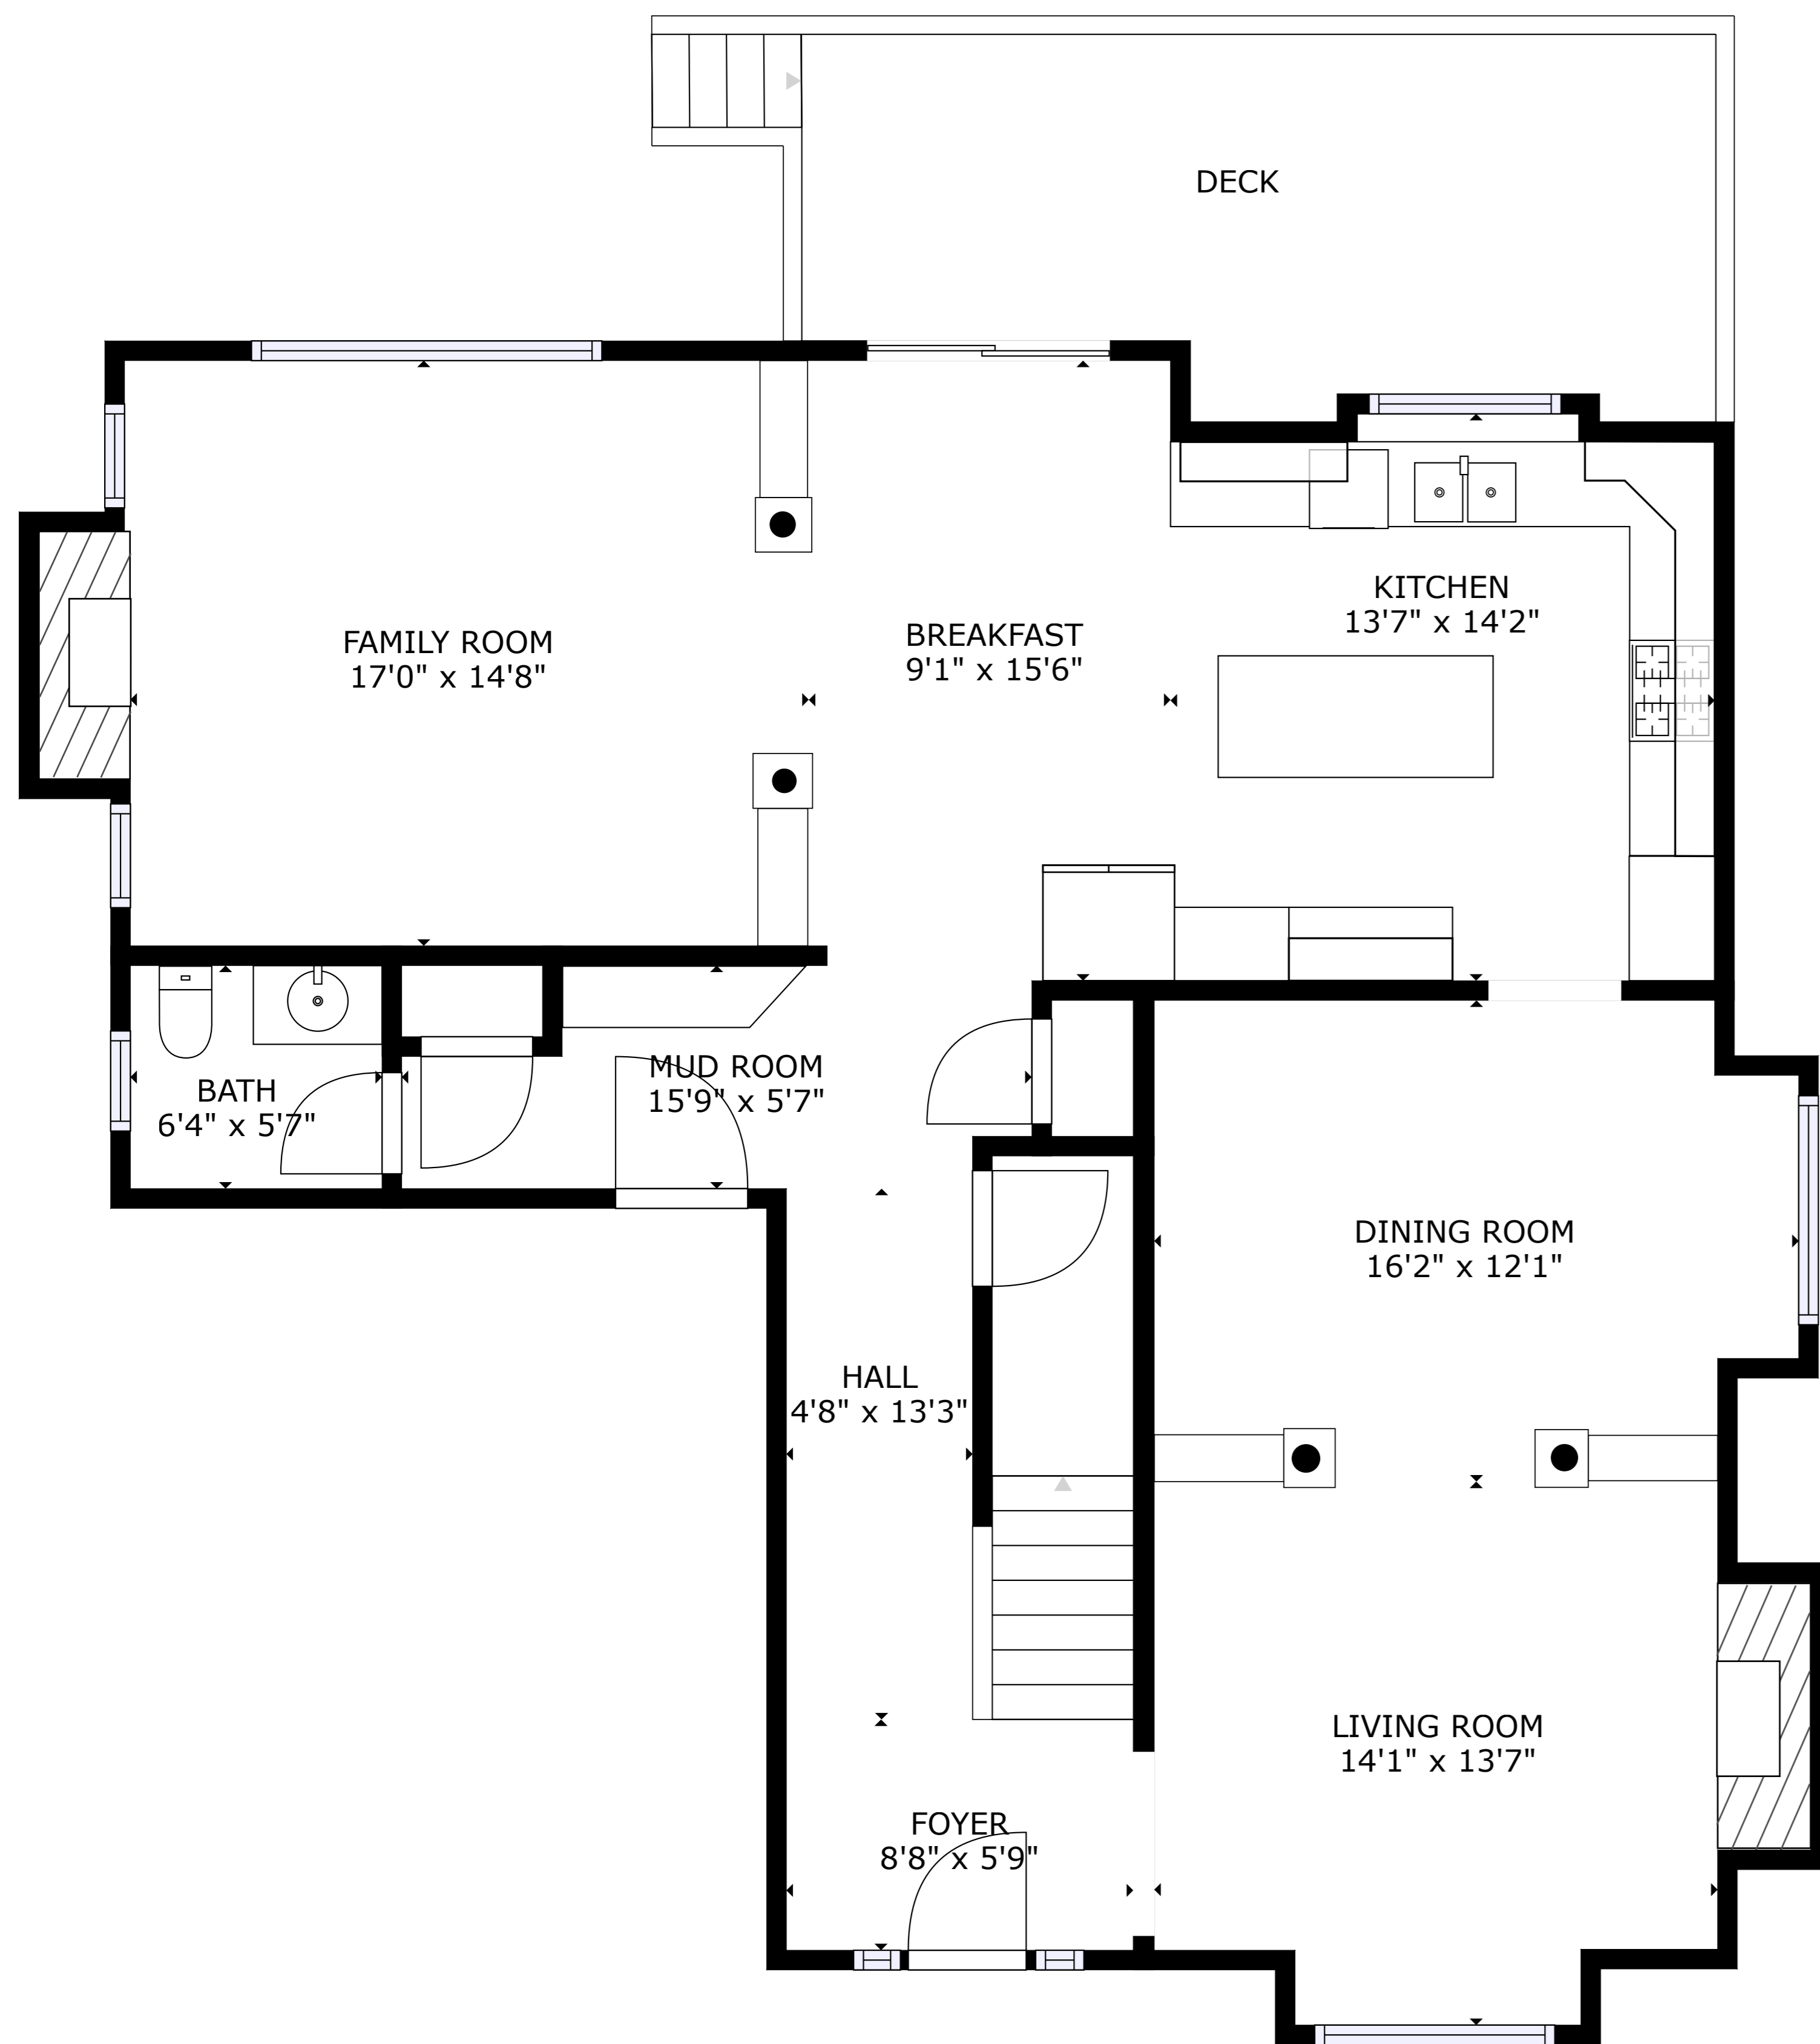 DECK
FAMILY ROOM
17'0" x 14'8"
BREAKFAST
9'1" x 15'6"
KITCHEN
13'7" x 14'2"
BATH
6'4" x 5'7"
MUD ROOM
15'9" x 5'7"
DINING ROOM
16'2" x 12'1"
HALL
4'8" x 13'3"
LIVING ROOM
14'1" x 13'7"
FOYER
8'8" x 5'9"